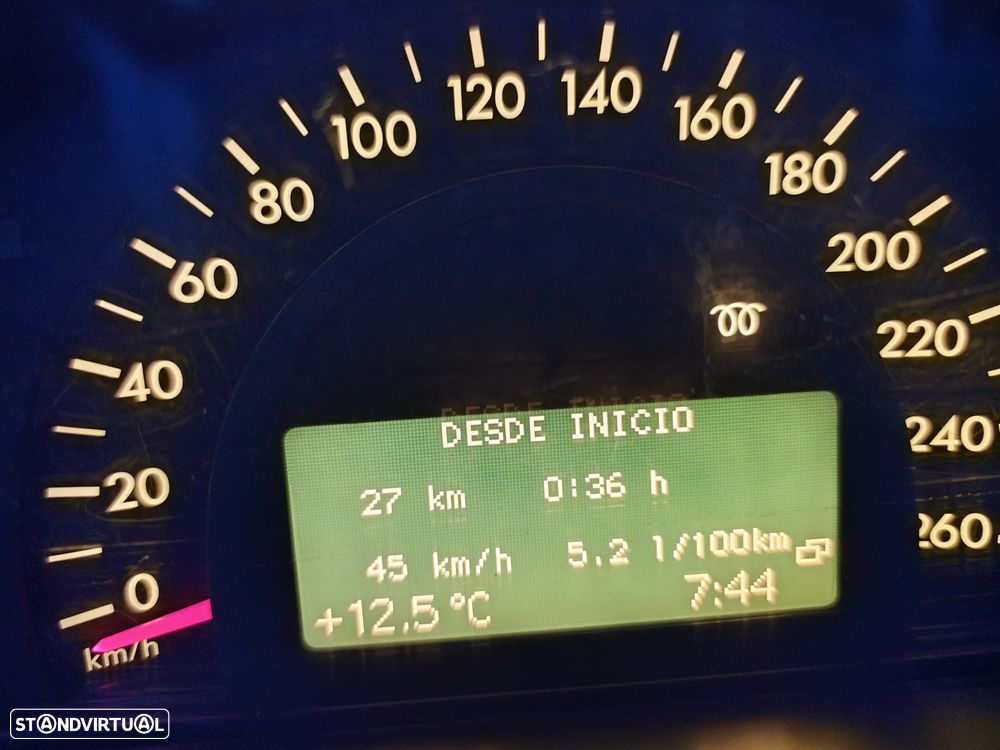 0
20
40
60
80
100
120
140
160
180
200
220
240
260
km/h
DESDE INICIO
27 km 0:36 h
45 km/h 5.2 l/100km
+12,5°C 7:44
STANDVIRTUAL